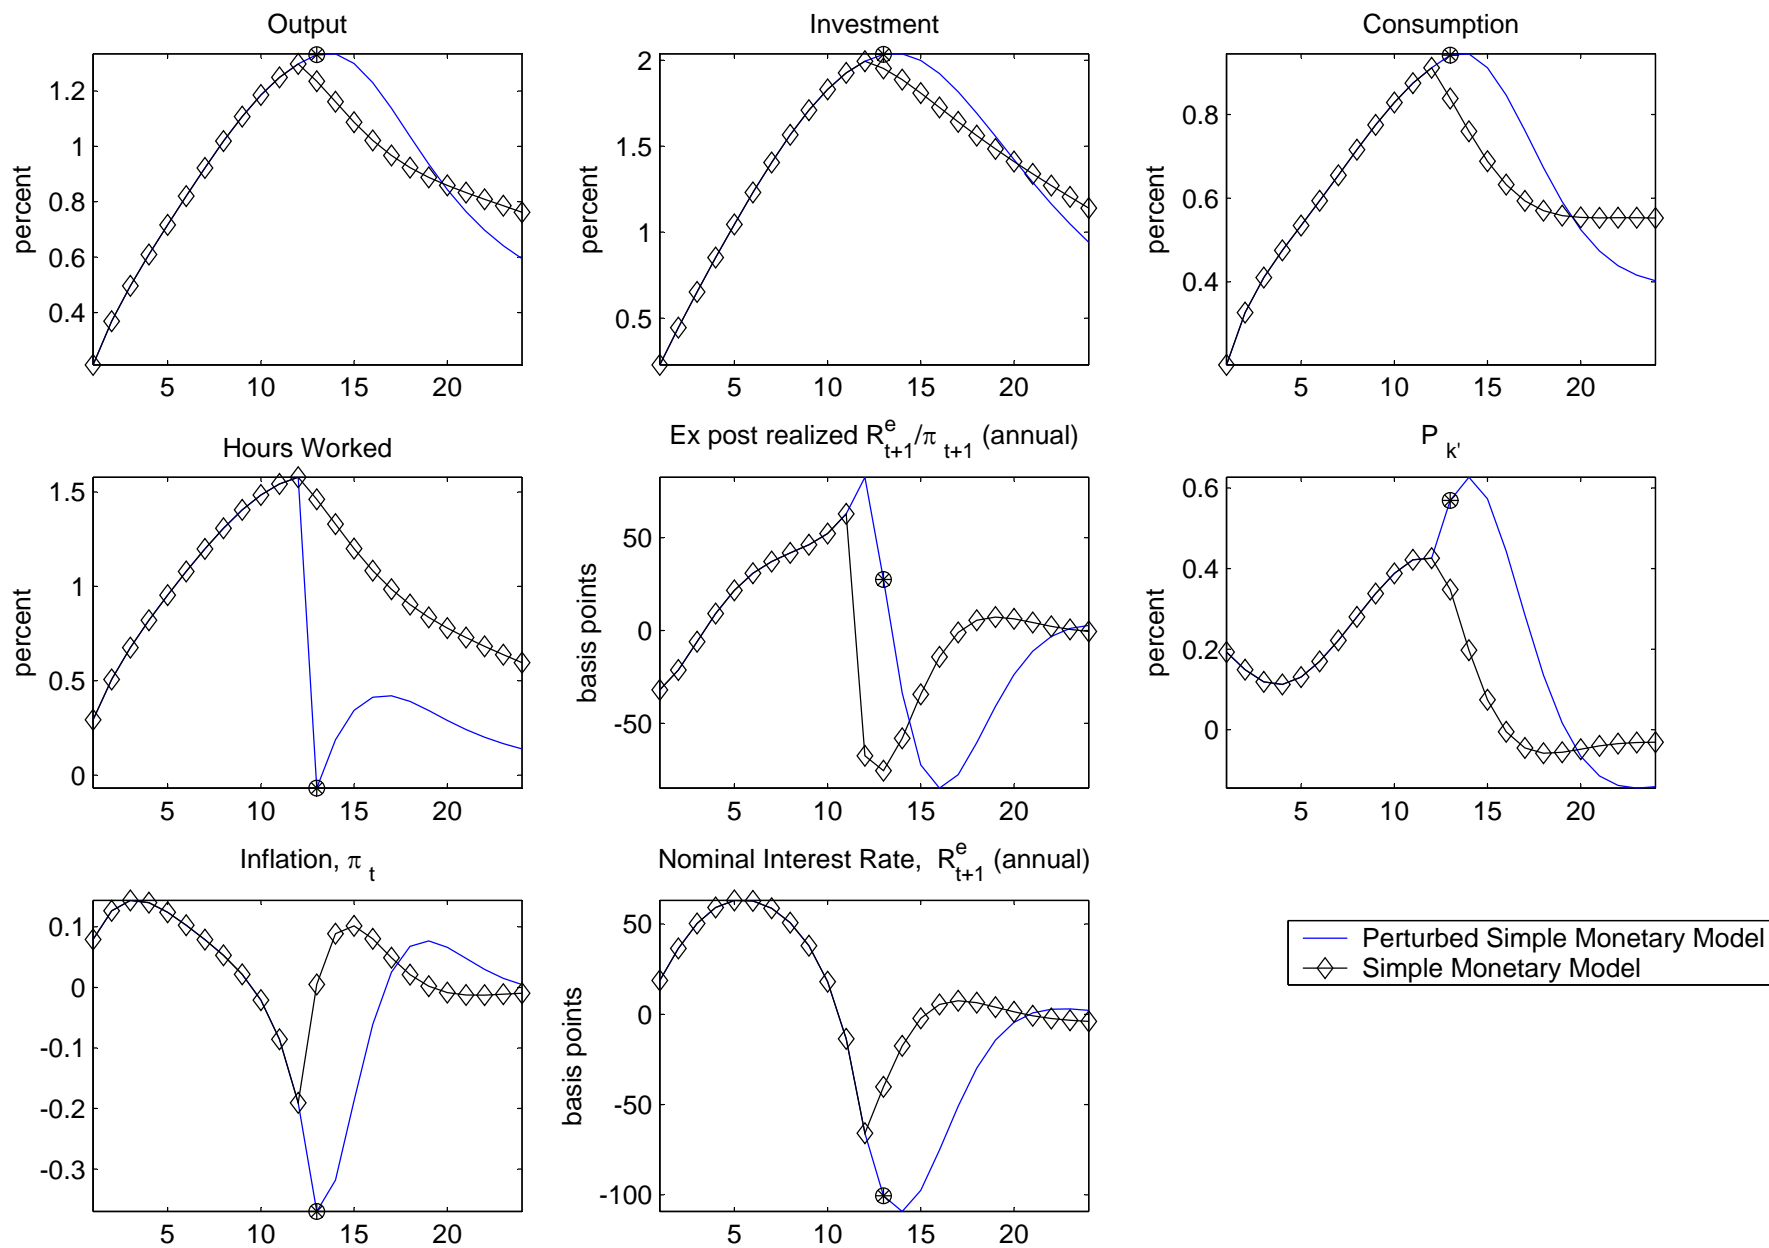 Output
Investment
Consumption
percent
1.2
1
0.8
0.6
0.4
5 10 15 20
percent
2
1.5
1
0.5
5 10 15 20
percent
0.8
0.6
0.4
5 10 15 20
Hours Worked
Ex post realized R^e_{t+1}/π_{t+1} (annual)
P_{k'}
percent
1.5
1
0.5
0
5 10 15 20
basis points
50
0
-50
5 10 15 20
percent
0.6
0.4
0.2
0
5 10 15 20
Inflation, π_t
Nominal Interest Rate, R^e_{t+1} (annual)
0.1
0
-0.1
-0.2
-0.3
5 10 15 20
basis points
50
0
-50
-100
5 10 15 20
Perturbed Simple Monetary Model
Simple Monetary Model